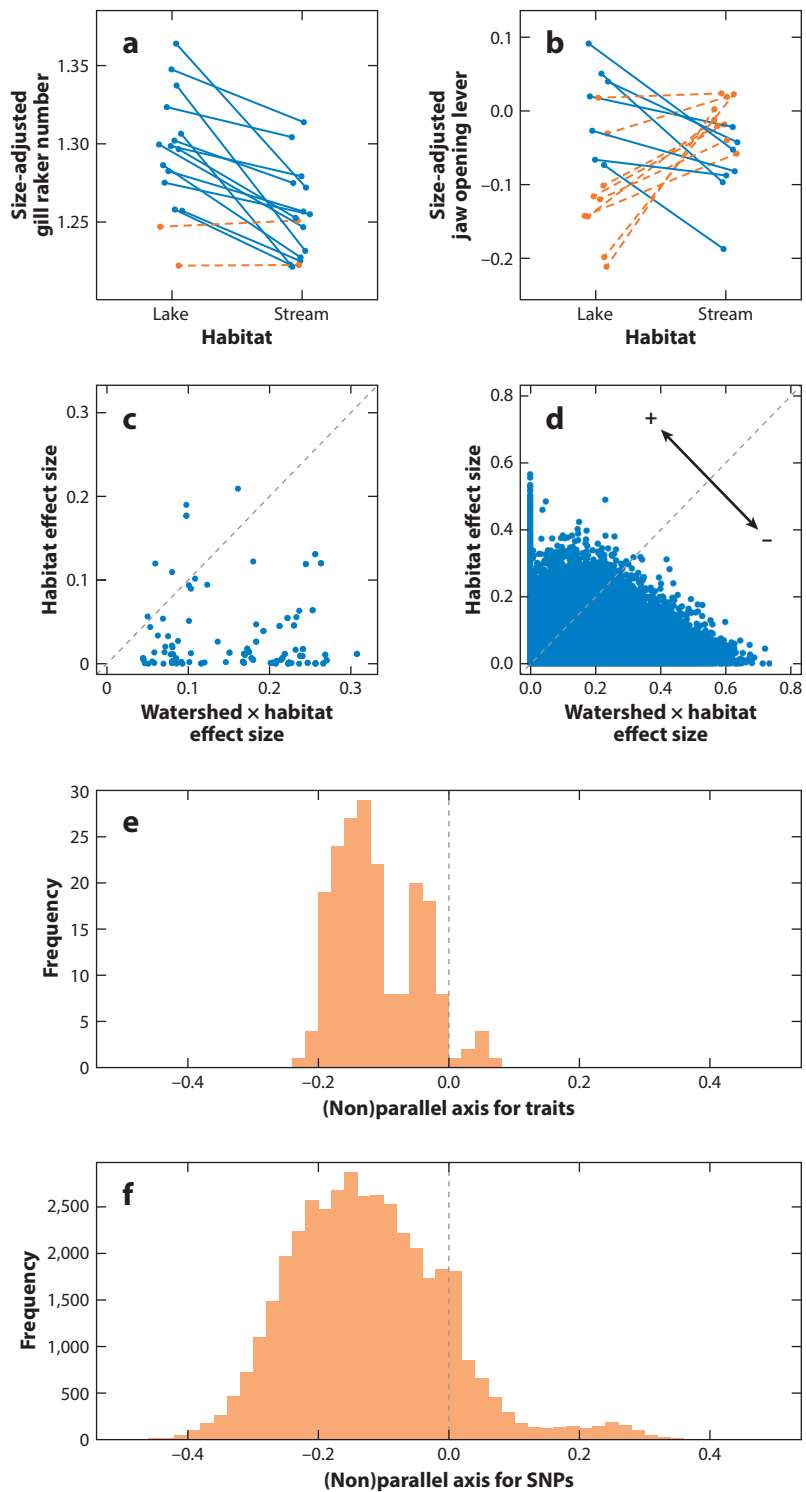 a
Size-adjusted
gill raker number
1.35
1.30
1.25
Lake
Stream
Habitat
b
Size-adjusted
jaw opening lever
0.1
0.0
−0.1
−0.2
Lake
Stream
Habitat
c
Habitat effect size
0.3
0.2
0.1
0
0
0.1
0.2
0.3
Watershed × habitat
effect size
d
+
−
Habitat effect size
0.8
0.6
0.4
0.2
0.0
0.0
0.2
0.4
0.6
0.8
Watershed × habitat
effect size
e
Frequency
30
25
20
15
10
5
0
−0.4
−0.2
0.0
0.2
0.4
(Non)parallel axis for traits
f
Frequency
2,500
2,000
1,500
1,000
500
0
−0.4
−0.2
0.0
0.2
0.4
(Non)parallel axis for SNPs